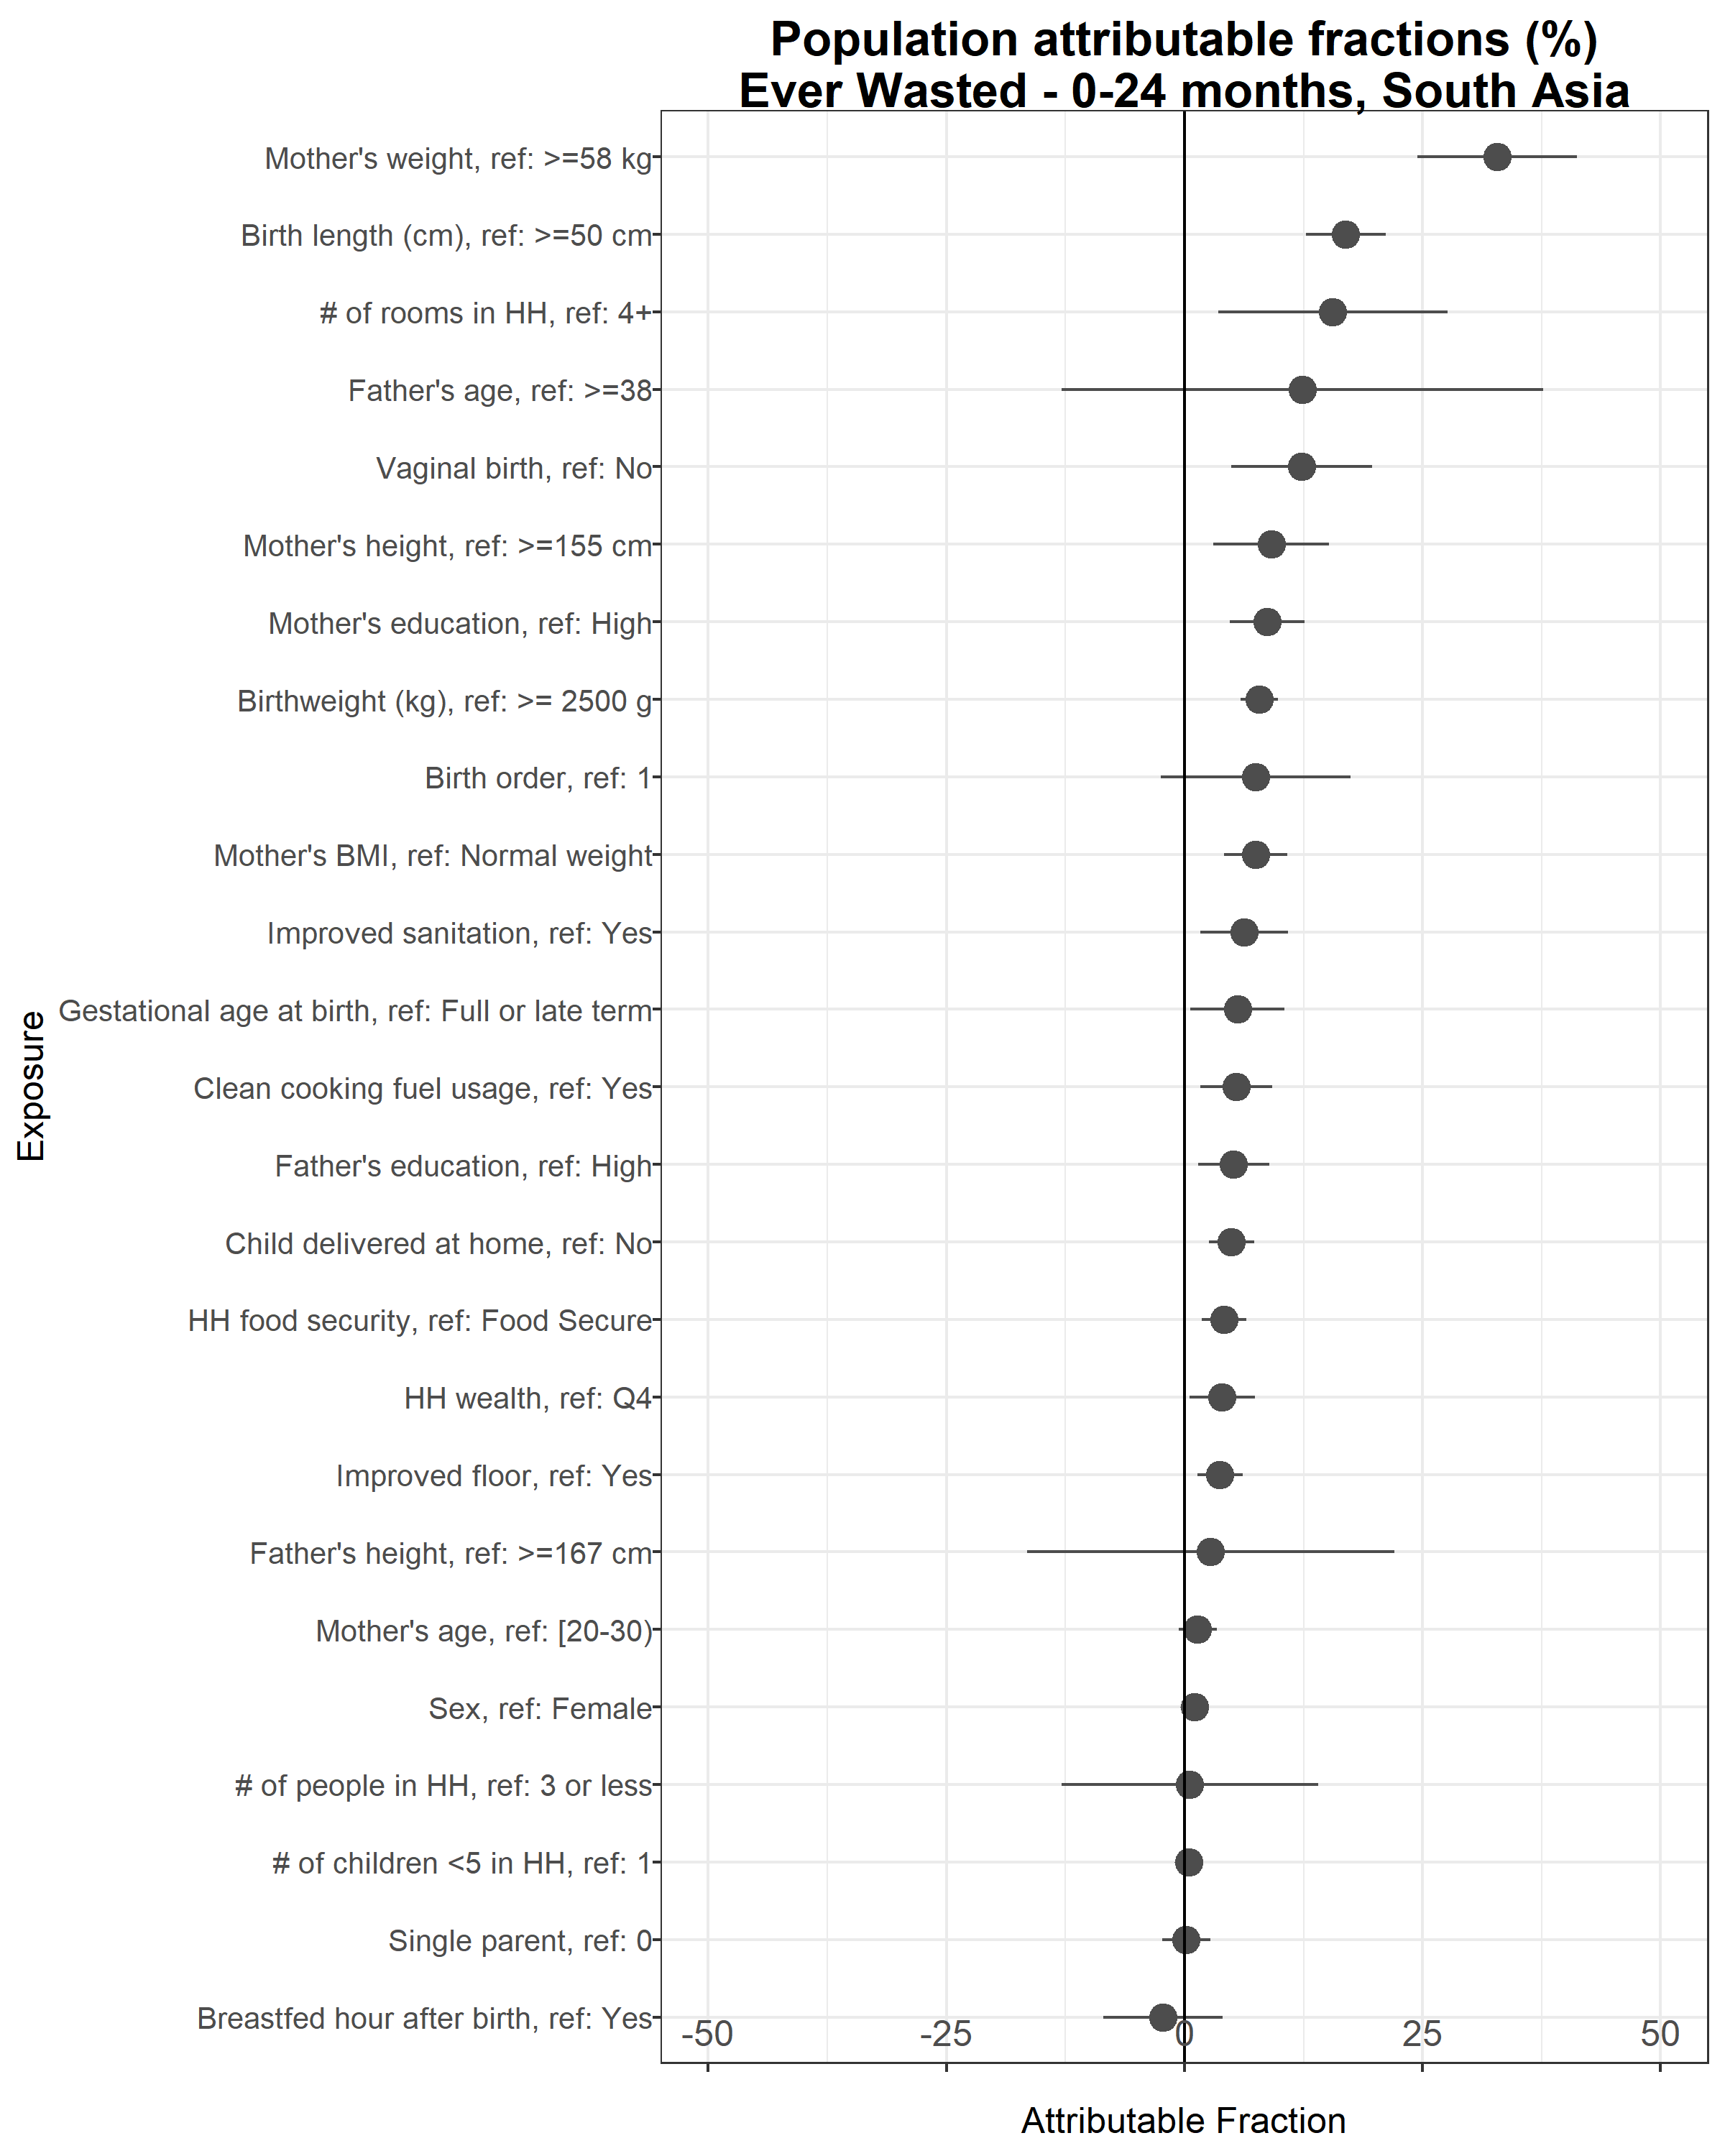 Population attributable fractions (%)
Ever Wasted - 0-24 months, South Asia
Mother's weight, ref: >=58 kg
Birth length (cm), ref: >=50 cm
# of rooms in HH, ref: 4+
Father's age, ref: >=38
Vaginal birth, ref: No
Mother's height, ref: >=155 cm
Mother's education, ref: High
Birthweight (kg), ref: >= 2500 g
Birth order, ref: 1
Mother's BMI, ref: Normal weight
Improved sanitation, ref: Yes
Gestational age at birth, ref: Full or late term
Clean cooking fuel usage, ref: Yes
Father's education, ref: High
Child delivered at home, ref: No
HH food security, ref: Food Secure
HH wealth, ref: Q4
Improved floor, ref: Yes
Father's height, ref: >=167 cm
Mother's age, ref: [20-30)
Sex, ref: Female
# of people in HH, ref: 3 or less
# of children <5 in HH, ref: 1
Single parent, ref: 0
Breastfed hour after birth, ref: Yes
Exposure
-50 -25 0 25 50
Attributable Fraction